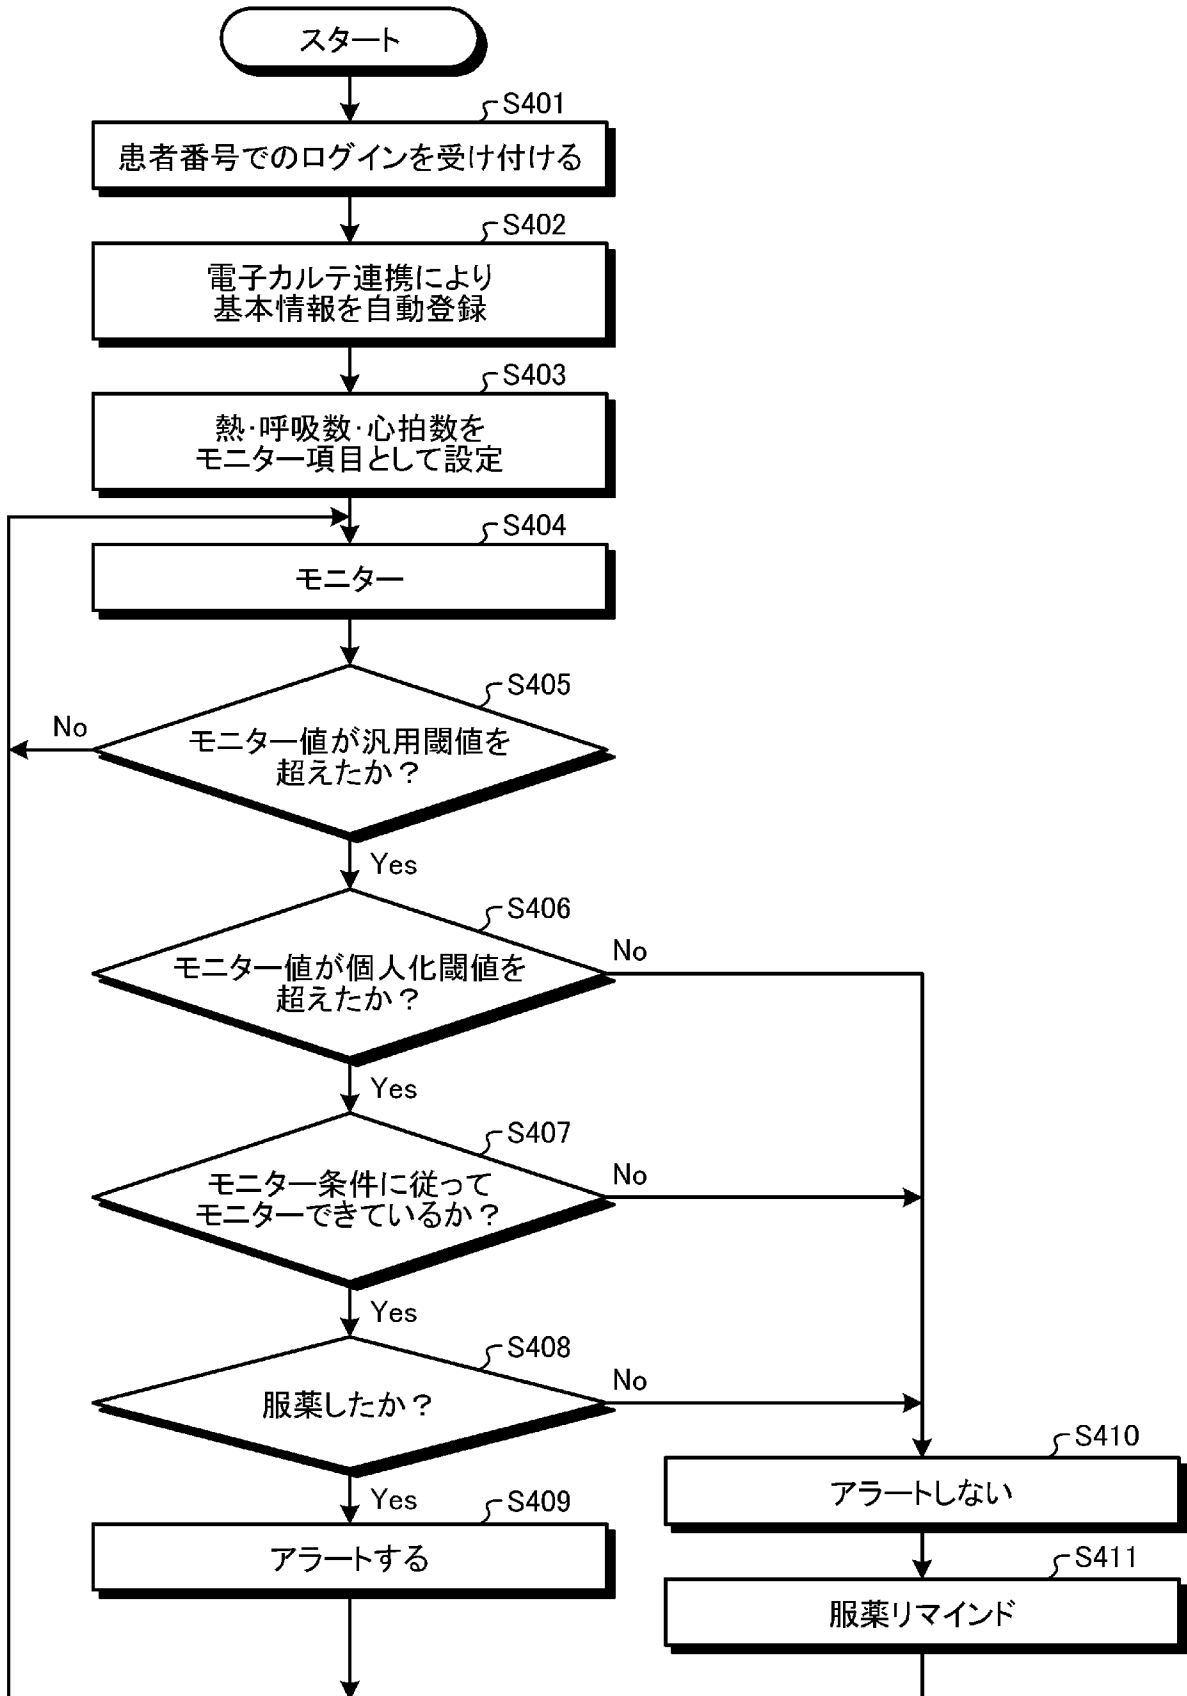 スタート
S401
患者番号でのログインを受け付ける
S402
電子カルテ連携により
基本情報を自動登録
S403
熱・呼吸数・心拍数を
モニター項目として設定
S404
モニター
S405
No
モニター値が汎用閾値を
超えたか？
Yes
S406
No
モニター値が個人化閾値を
超えたか？
Yes
S407
No
モニター条件に従って
モニターできているか？
Yes
S408
No
服薬したか？
Yes
S409
アラートする
S410
アラートしない
S411
服薬リマインド